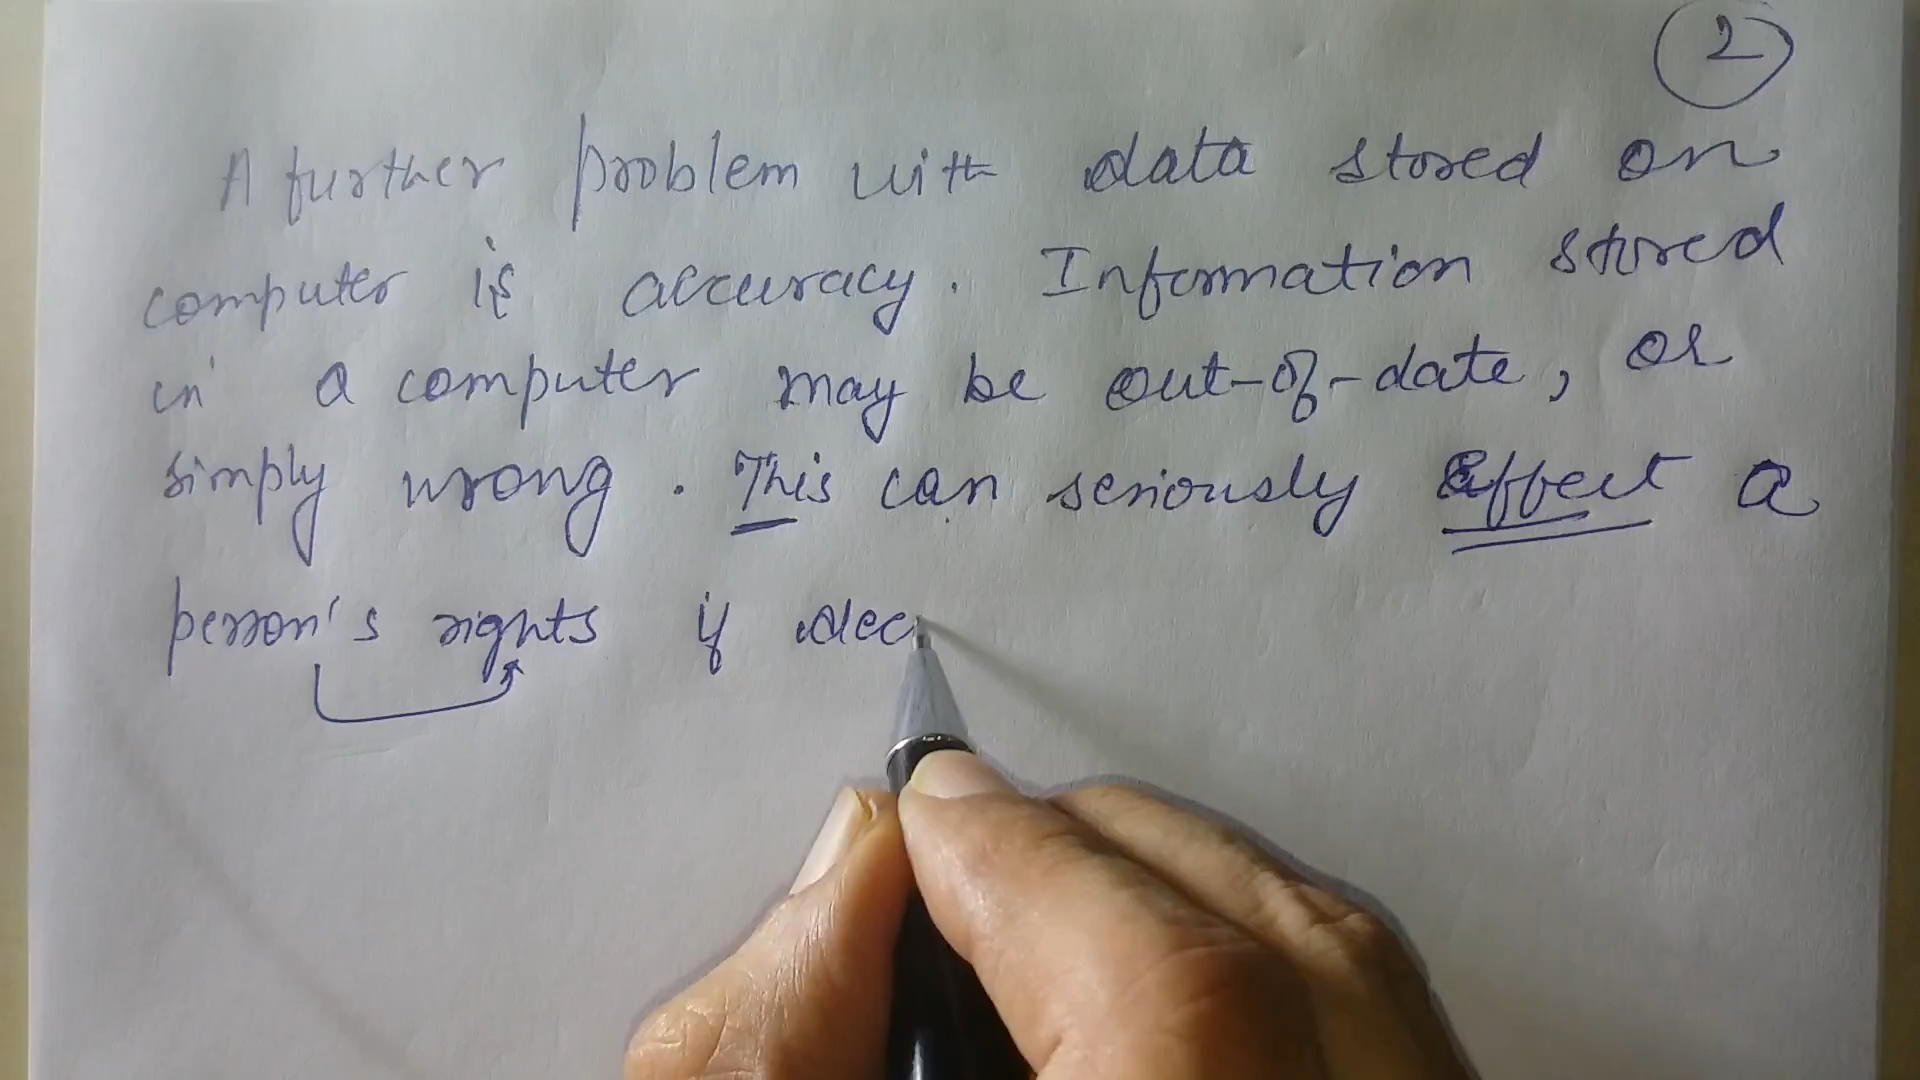 2
A further problem with data stored on
computer is accuracy. Information stored
in a computer may be out-of-date, or
simply wrong. This can seriously effect a
person's rights if dec